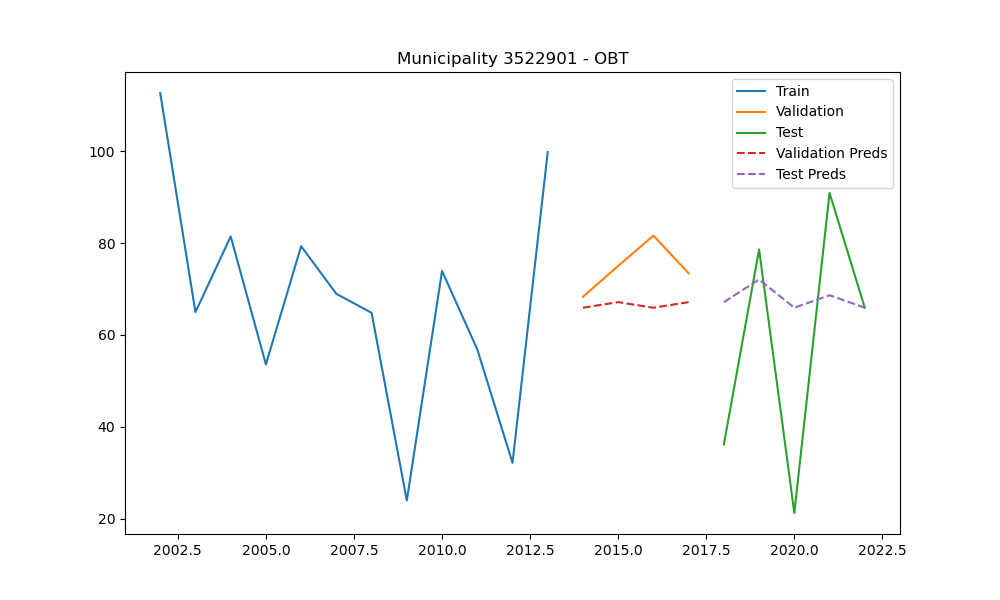 Municipality 3522901 - OBT
Train
Validation
Test
Validation Preds
Test Preds
100
80
60
40
20
2002.5 2005.0 2007.5 2010.0 2012.5 2015.0 2017.5 2020.0 2022.5